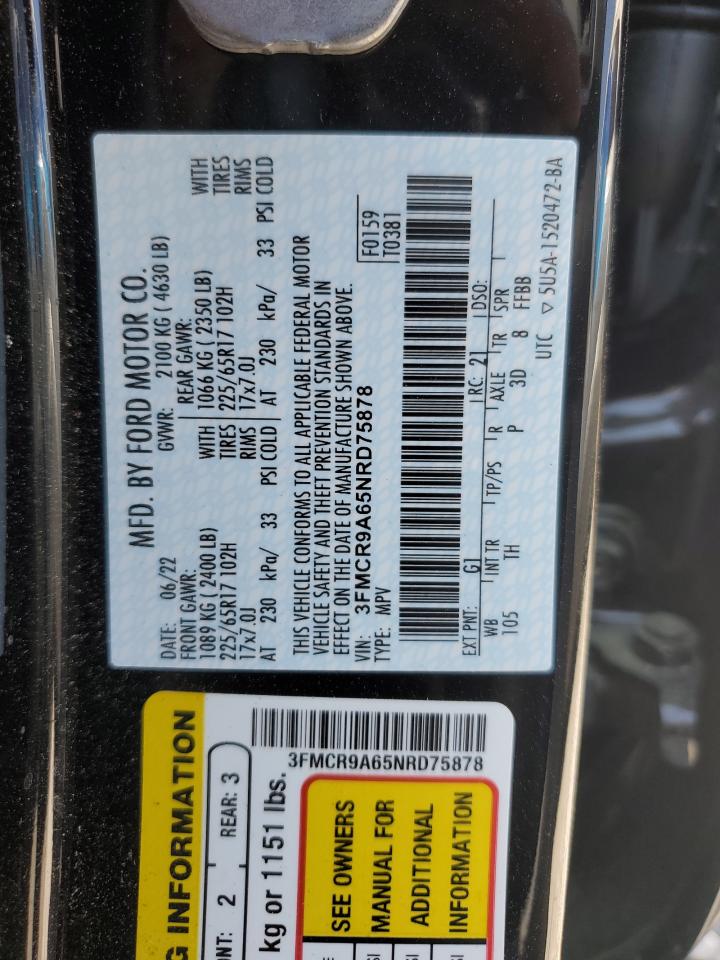 MFD. BY FORD MOTOR CO.
DATE: 06/22 GVWR: 2100 KG ( 4630 LB)
FRONT GAWR: REAR GAWR:
1089 KG ( 2400 LB) WITH 1066 KG ( 2350 LB) WITH
225/65R17 102H TIRES 225/65R17 102H TIRES
17x7.0J RIMS 17x7.0J RIMS
AT 230 kPa/ 33 PSI COLD AT 230 kPa/ 33 PSI COLD
THIS VEHICLE CONFORMS TO ALL APPLICABLE FEDERAL MOTOR
VEHICLE SAFETY AND THEFT PREVENTION STANDARDS IN
EFFECT ON THE DATE OF MANUFACTURE SHOWN ABOVE.
VIN: 3FMCR9A65NRD75878 F0159
TYPE: MPV T0381
EXT PNT: G1 RC: 21 DSO:
WB INT TR TP/PS R AXLE TR SPR
105 TH P 3D 8 FFBB
UTC ▽ 5U5A-1520472-BA
G INFORMATION
NT: 2 REAR: 3
kg or 1151 lbs.
3FMCR9A65NRD75878
SEE OWNERS
MANUAL FOR
ADDITIONAL
INFORMATION